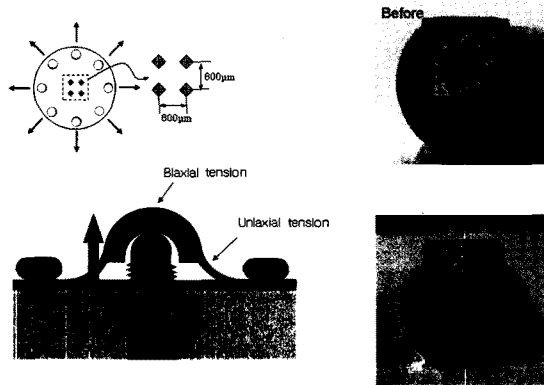 Before
600μm
600μm
Biaxial tension
Uniaxial tension